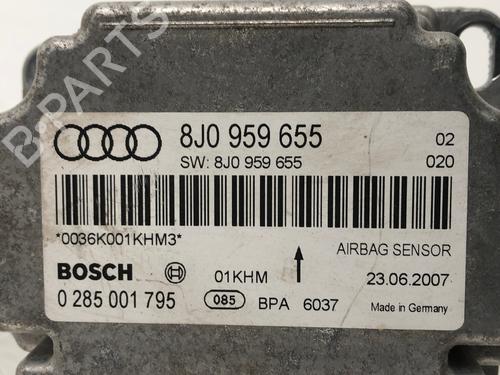 B-PARTS
8J0 959 655 02
SW: 8J0 959 655 020
*0036K001KHM3*
AIRBAG SENSOR
BOSCH 01KHM 23.06.2007
0 285 001 795 085 BPA 6037 Made in Germany